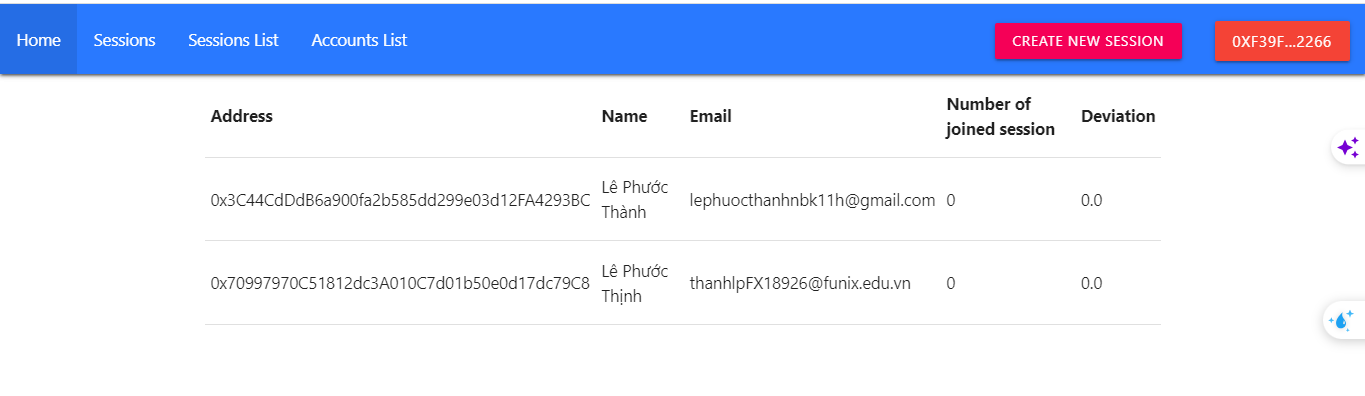 Home Sessions Sessions List Accounts List CREATE NEW SESSION 0XF39F...2266
Address Name Email Number of joined session Deviation
0x3C44CdDdB6a900fa2b585dd299e03d12FA4293BC Lê Phước Thành lephuocthanhnbk11h@gmail.com 0 0.0
0x70997970C51812dc3A010C7d01b50e0d17dc79C8 Lê Phước Thịnh thanhlpFX18926@funix.edu.vn 0 0.0